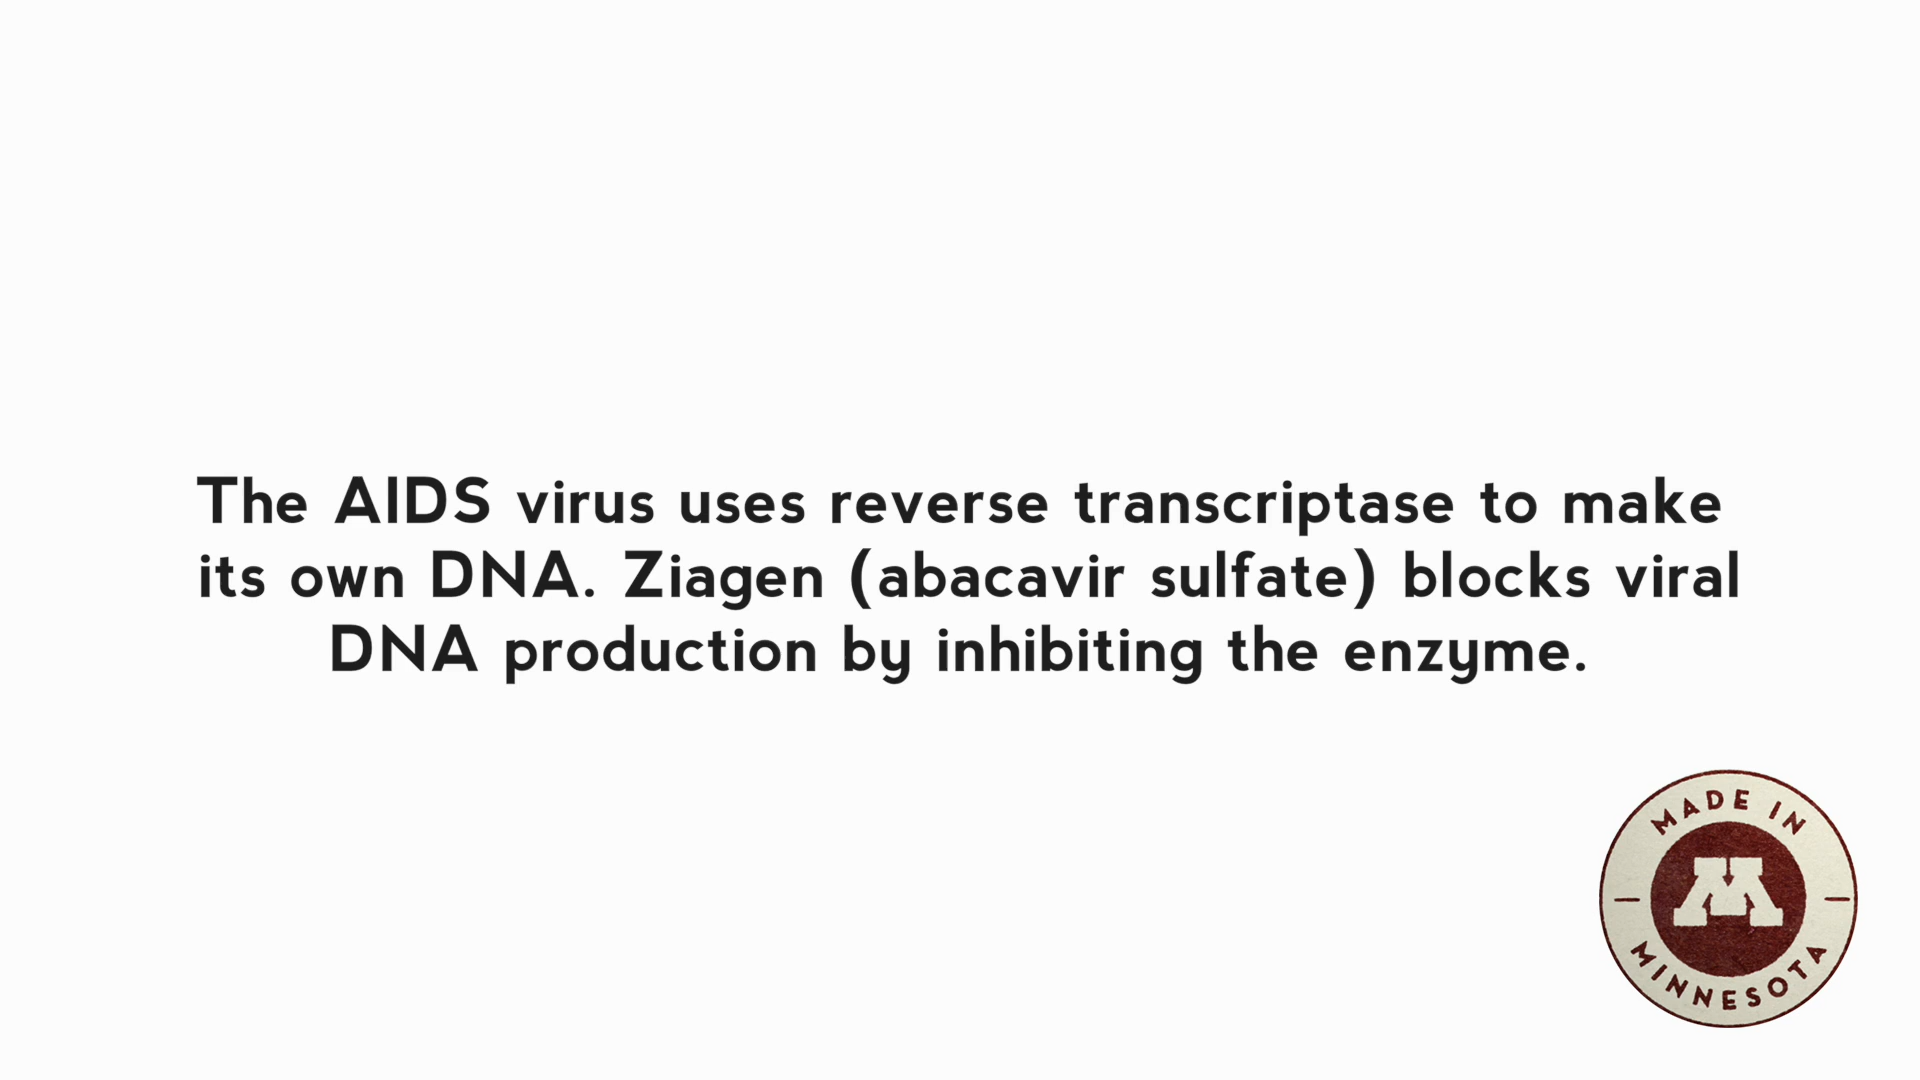 The AIDS virus uses reverse transcriptase to make
its own DNA. Ziagen (abacavir sulfate) blocks viral
DNA production by inhibiting the enzyme.
MADE IN
M
MINNESOTA